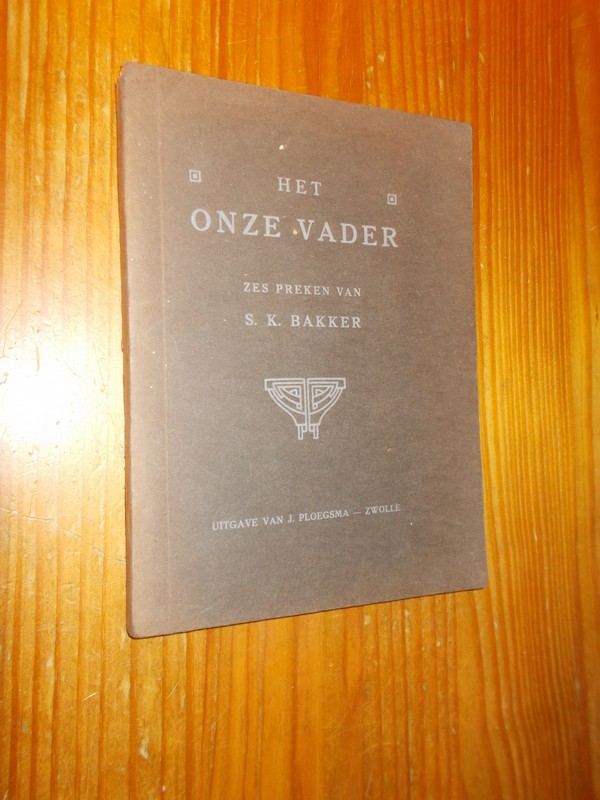 HET
ONZE VADER
ZES PREKEN VAN
S. K. BAKKER
UITGAVE VAN J. PLOEGSMA — ZWOLLE